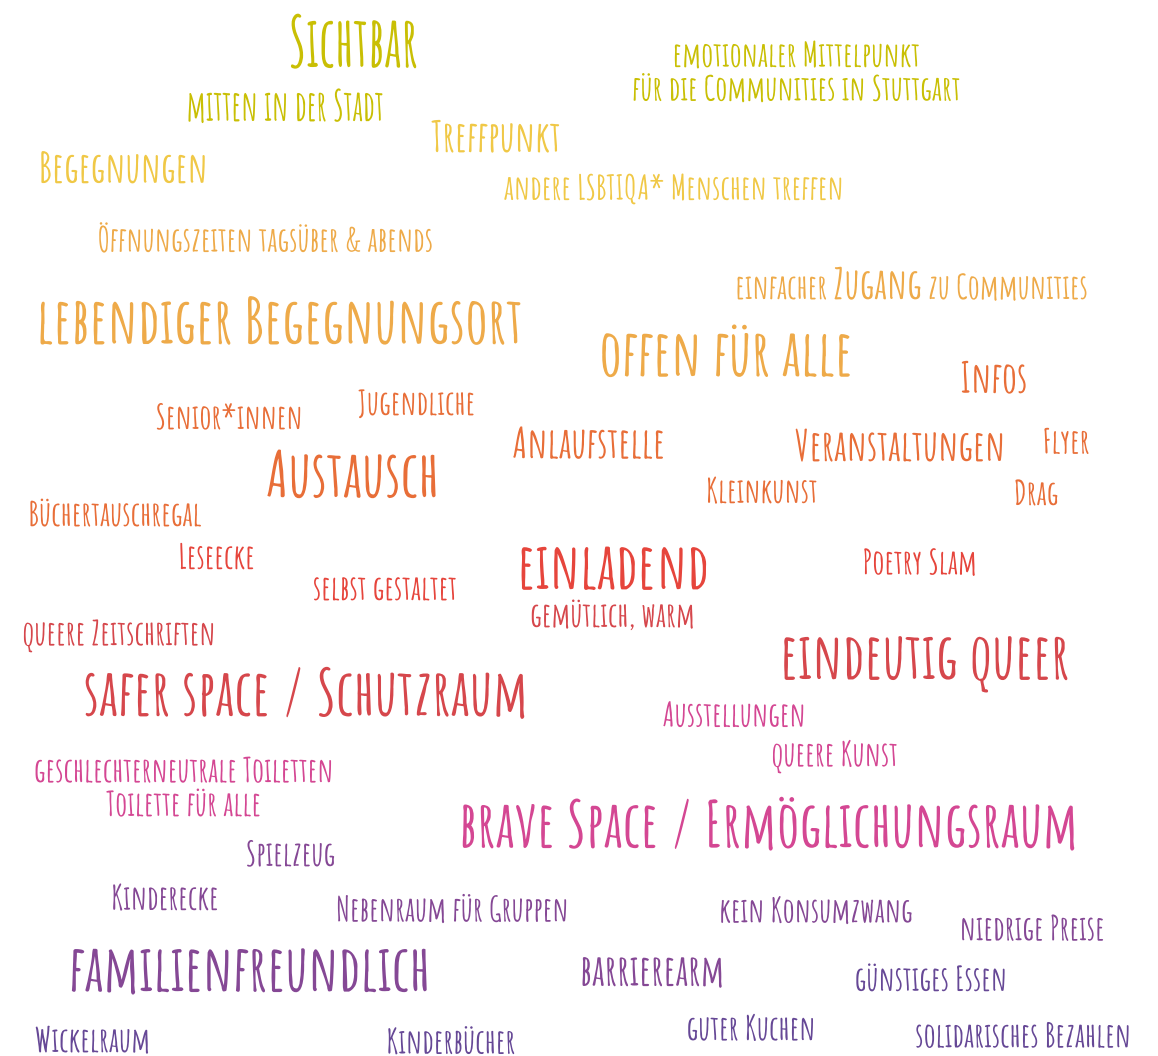 Sichtbar
emotionaler Mittelpunkt
für die Communities in Stuttgart
mitten in der Stadt
Treffpunkt
Begegnungen
andere LSBTIQA* Menschen treffen
Öffnungszeiten tagsüber & abends
einfacher Zugang zu Communities
lebendiger Begegnungsort
offen für alle
Infos
Jugendliche
Senior*innen
Anlaufstelle
Veranstaltungen
Flyer
Austausch
Kleinkunst
Drag
Büchertauschregal
Leseecke
einladend
Poetry Slam
selbst gestaltet
gemütlich, warm
queere Zeitschriften
eindeutig queer
safer space / Schutzraum
Ausstellungen
queere Kunst
geschlechterneutrale Toiletten
Toilette für alle
brave Space / Ermöglichungsraum
Spielzeug
Kinderecke
Nebenraum für Gruppen
kein Konsumzwang
niedrige Preise
familienfreundlich
barrierearm
günstiges Essen
guter Kuchen
solidarisches Bezahlen
Wickelraum
Kinderbücher